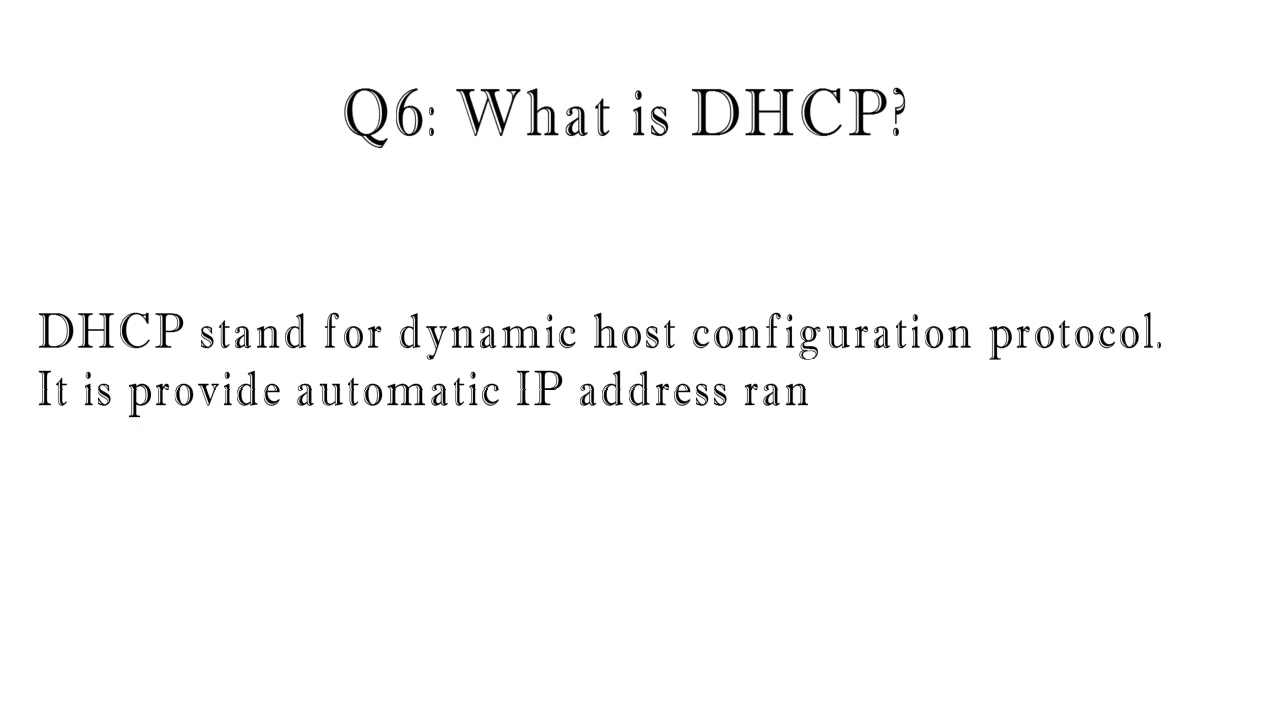 Q6: What is DHCP?
DHCP stand for dynamic host configuration protocol.
It is provide automatic IP address ran